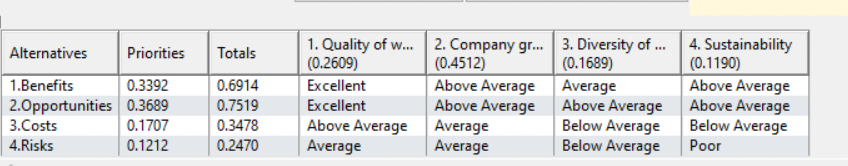 Alternatives Priorities Totals 1. Quality of w... (0.2609) 2. Company gr... (0.4512) 3. Diversity of ... (0.1689) 4. Sustainability (0.1190)
1.Benefits 0.3392 0.6914 Excellent Above Average Average Above Average
2.Opportunities 0.3689 0.7519 Excellent Above Average Above Average Above Average
3.Costs 0.1707 0.3478 Above Average Average Below Average Below Average
4.Risks 0.1212 0.2470 Average Average Below Average Poor